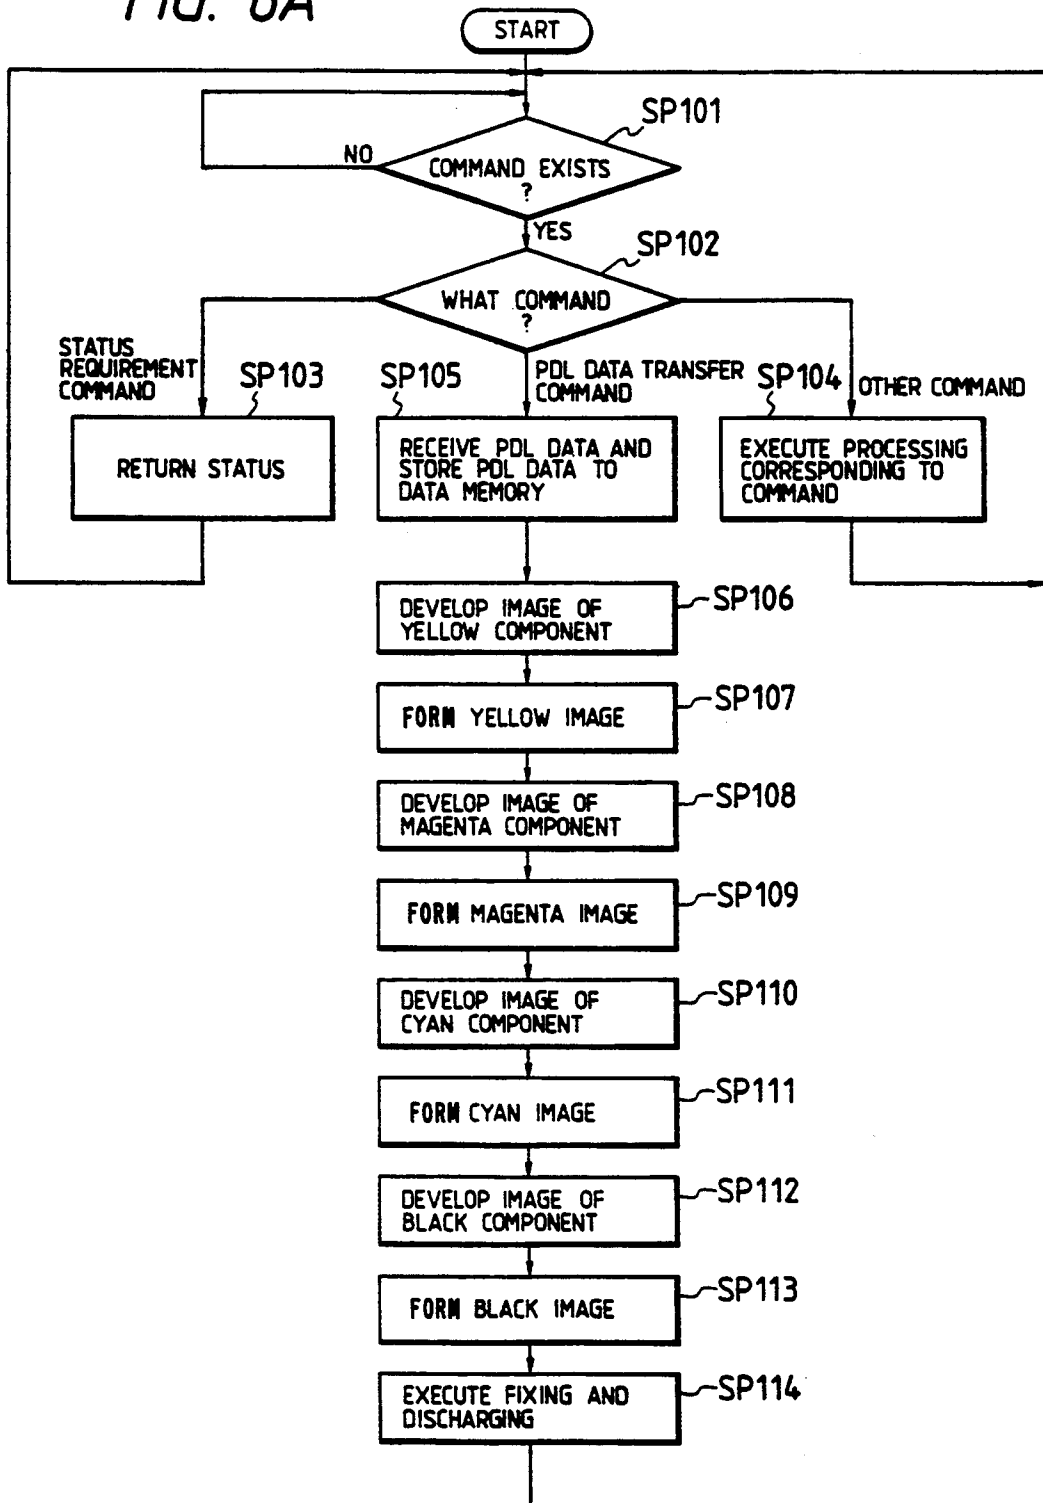 FIG. 6A
START
SP101
COMMAND EXISTS
?
NO
YES
SP102
WHAT COMMAND
?
STATUS
REQUIREMENT
COMMAND
SP103
RETURN STATUS
PDL DATA TRANSFER
COMMAND
SP105
RECEIVE PDL DATA AND
STORE PDL DATA TO
DATA MEMORY
OTHER COMMAND
SP104
EXECUTE PROCESSING
CORRESPONDING TO
COMMAND
DEVELOP IMAGE OF
YELLOW COMPONENT
SP106
FORM YELLOW IMAGE
SP107
DEVELOP IMAGE OF
MAGENTA COMPONENT
SP108
FORM MAGENTA IMAGE
SP109
DEVELOP IMAGE OF
CYAN COMPONENT
SP110
FORM CYAN IMAGE
SP111
DEVELOP IMAGE OF
BLACK COMPONENT
SP112
FORM BLACK IMAGE
SP113
EXECUTE FIXING AND
DISCHARGING
SP114